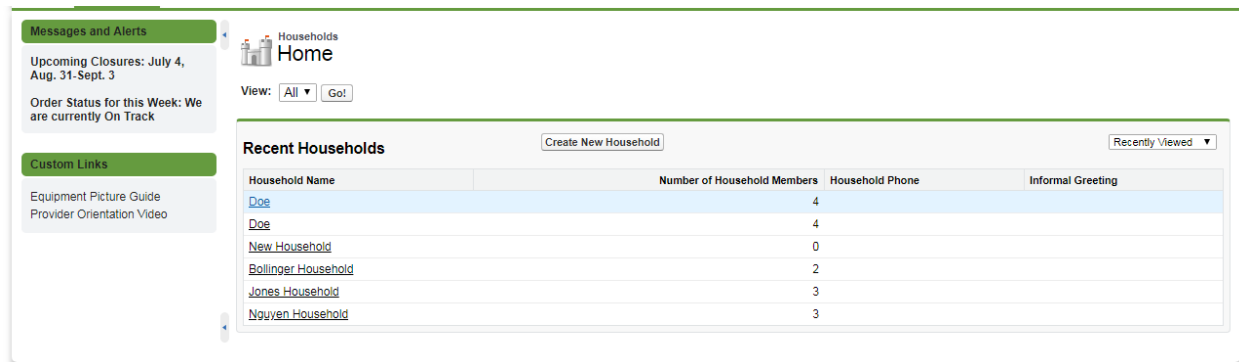 Messages and Alerts
Upcoming Closures: July 4,
Aug. 31-Sept. 3
Order Status for this Week: We
are currently On Track
Custom Links
Equipment Picture Guide
Provider Orientation Video
Households
Home
View: All Go!
Recent Households Create New Household Recently Viewed
Household Name Number of Household Members Household Phone Informal Greeting
Doe 4
Doe 4
New Household 0
Bollinger Household 2
Jones Household 3
Nguyen Household 3